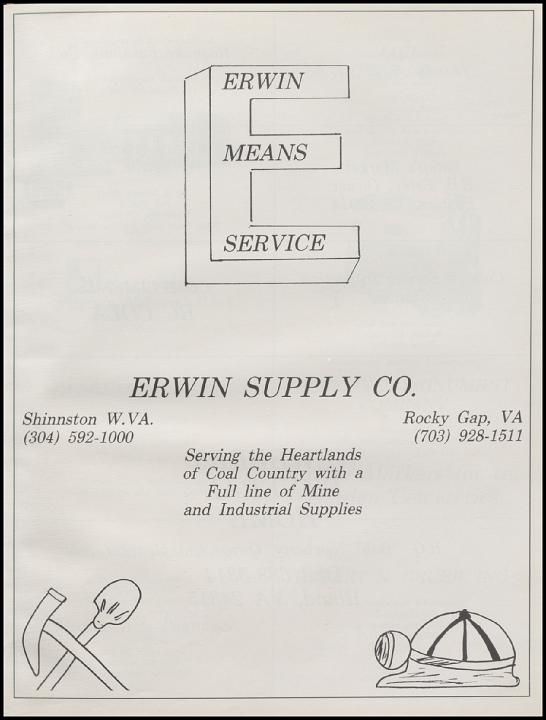 ERWIN
MEANS
SERVICE
ERWIN SUPPLY CO.
Shinnston W.VA.
(304) 592-1000
Rocky Gap, VA
(703) 928-1511
Serving the Heartlands
of Coal Country with a
Full line of Mine
and Industrial Supplies